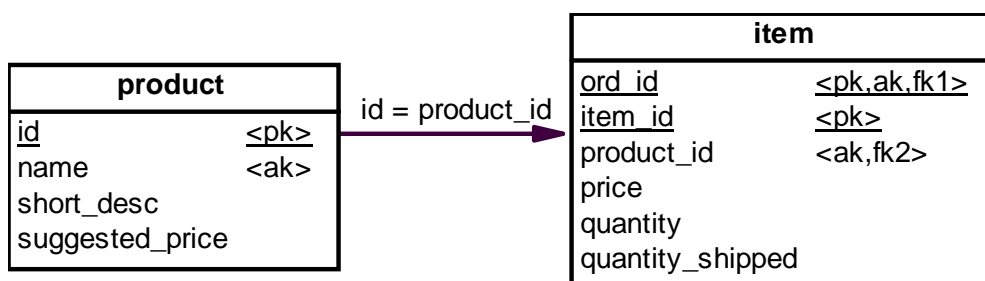 product
id <pk>
name <ak>
short_desc
suggested_price
id = product_id
item
ord_id <pk,ak,fk1>
item_id <pk>
product_id <ak,fk2>
price
quantity
quantity_shipped